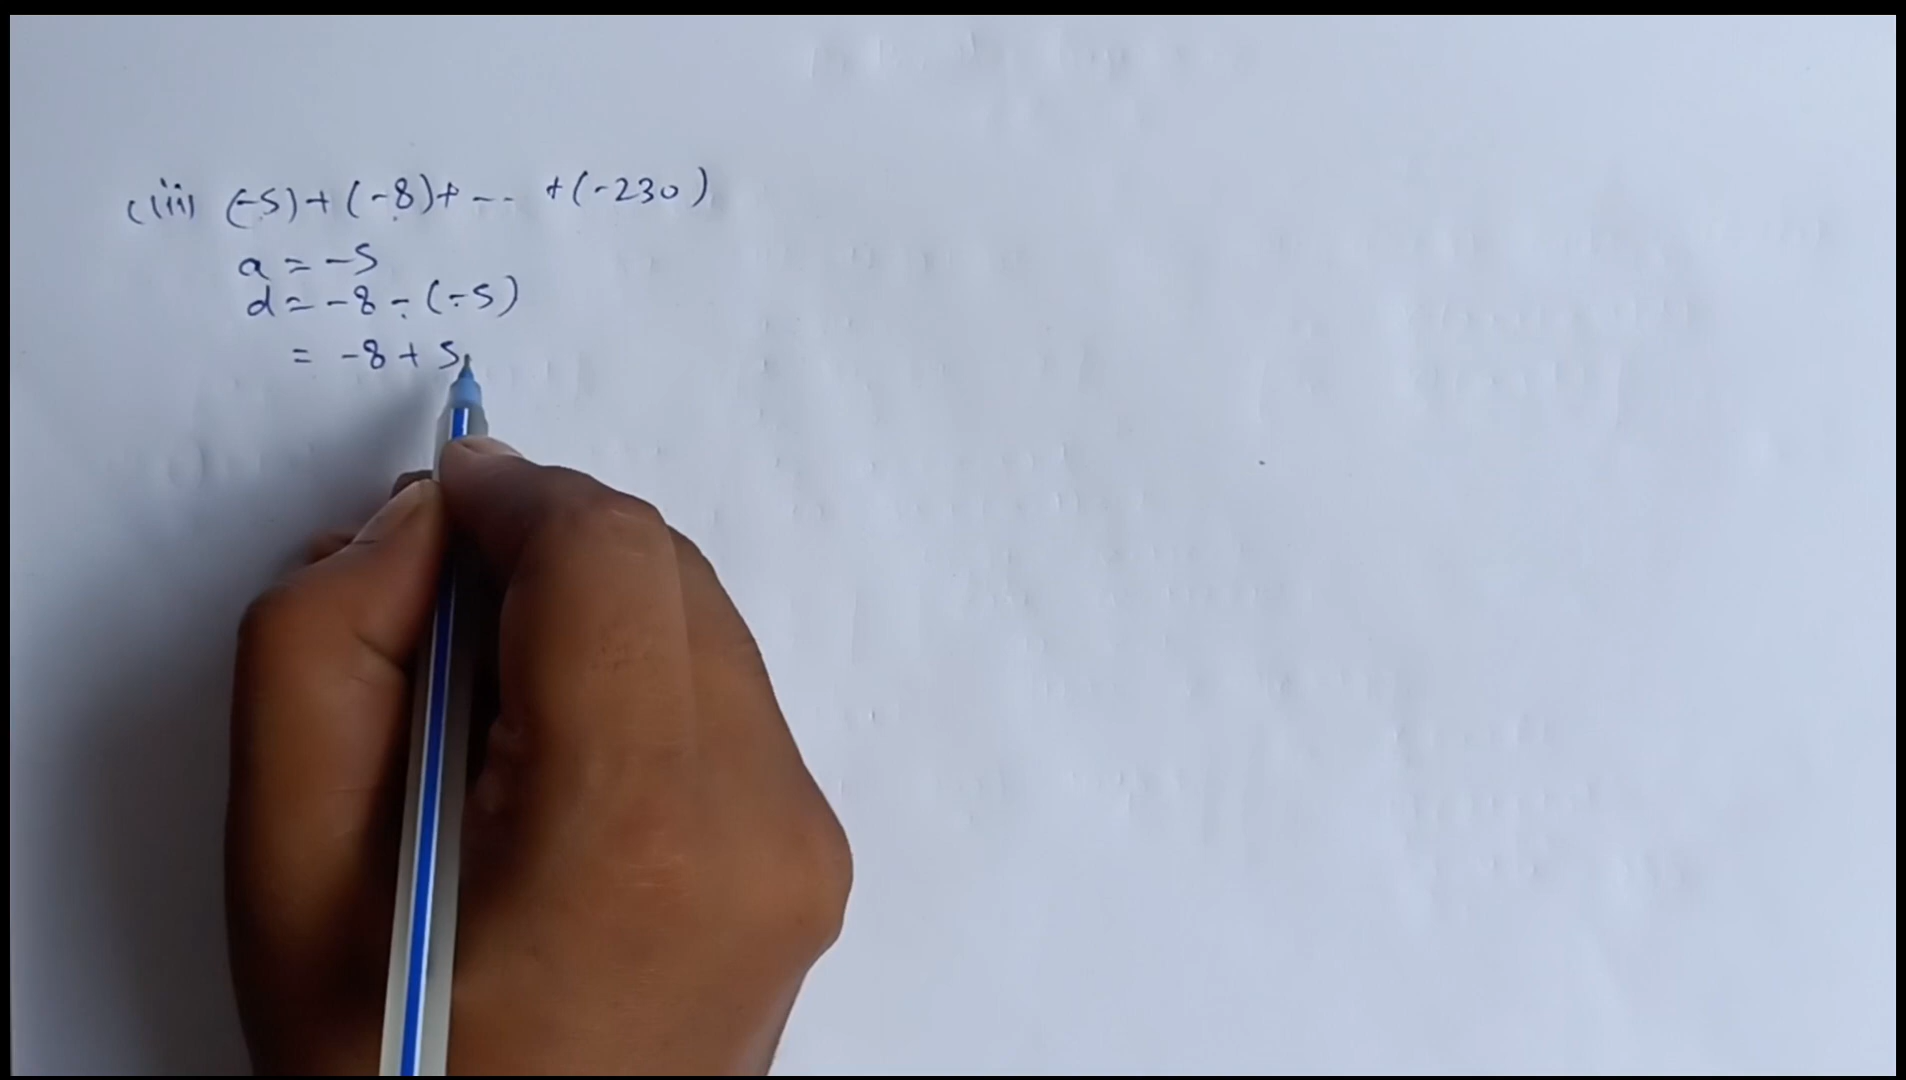 (iii) (-5)+(-8)+ --- +(-230)
a = -5
d = -8 - (-5)
= -8 + 5